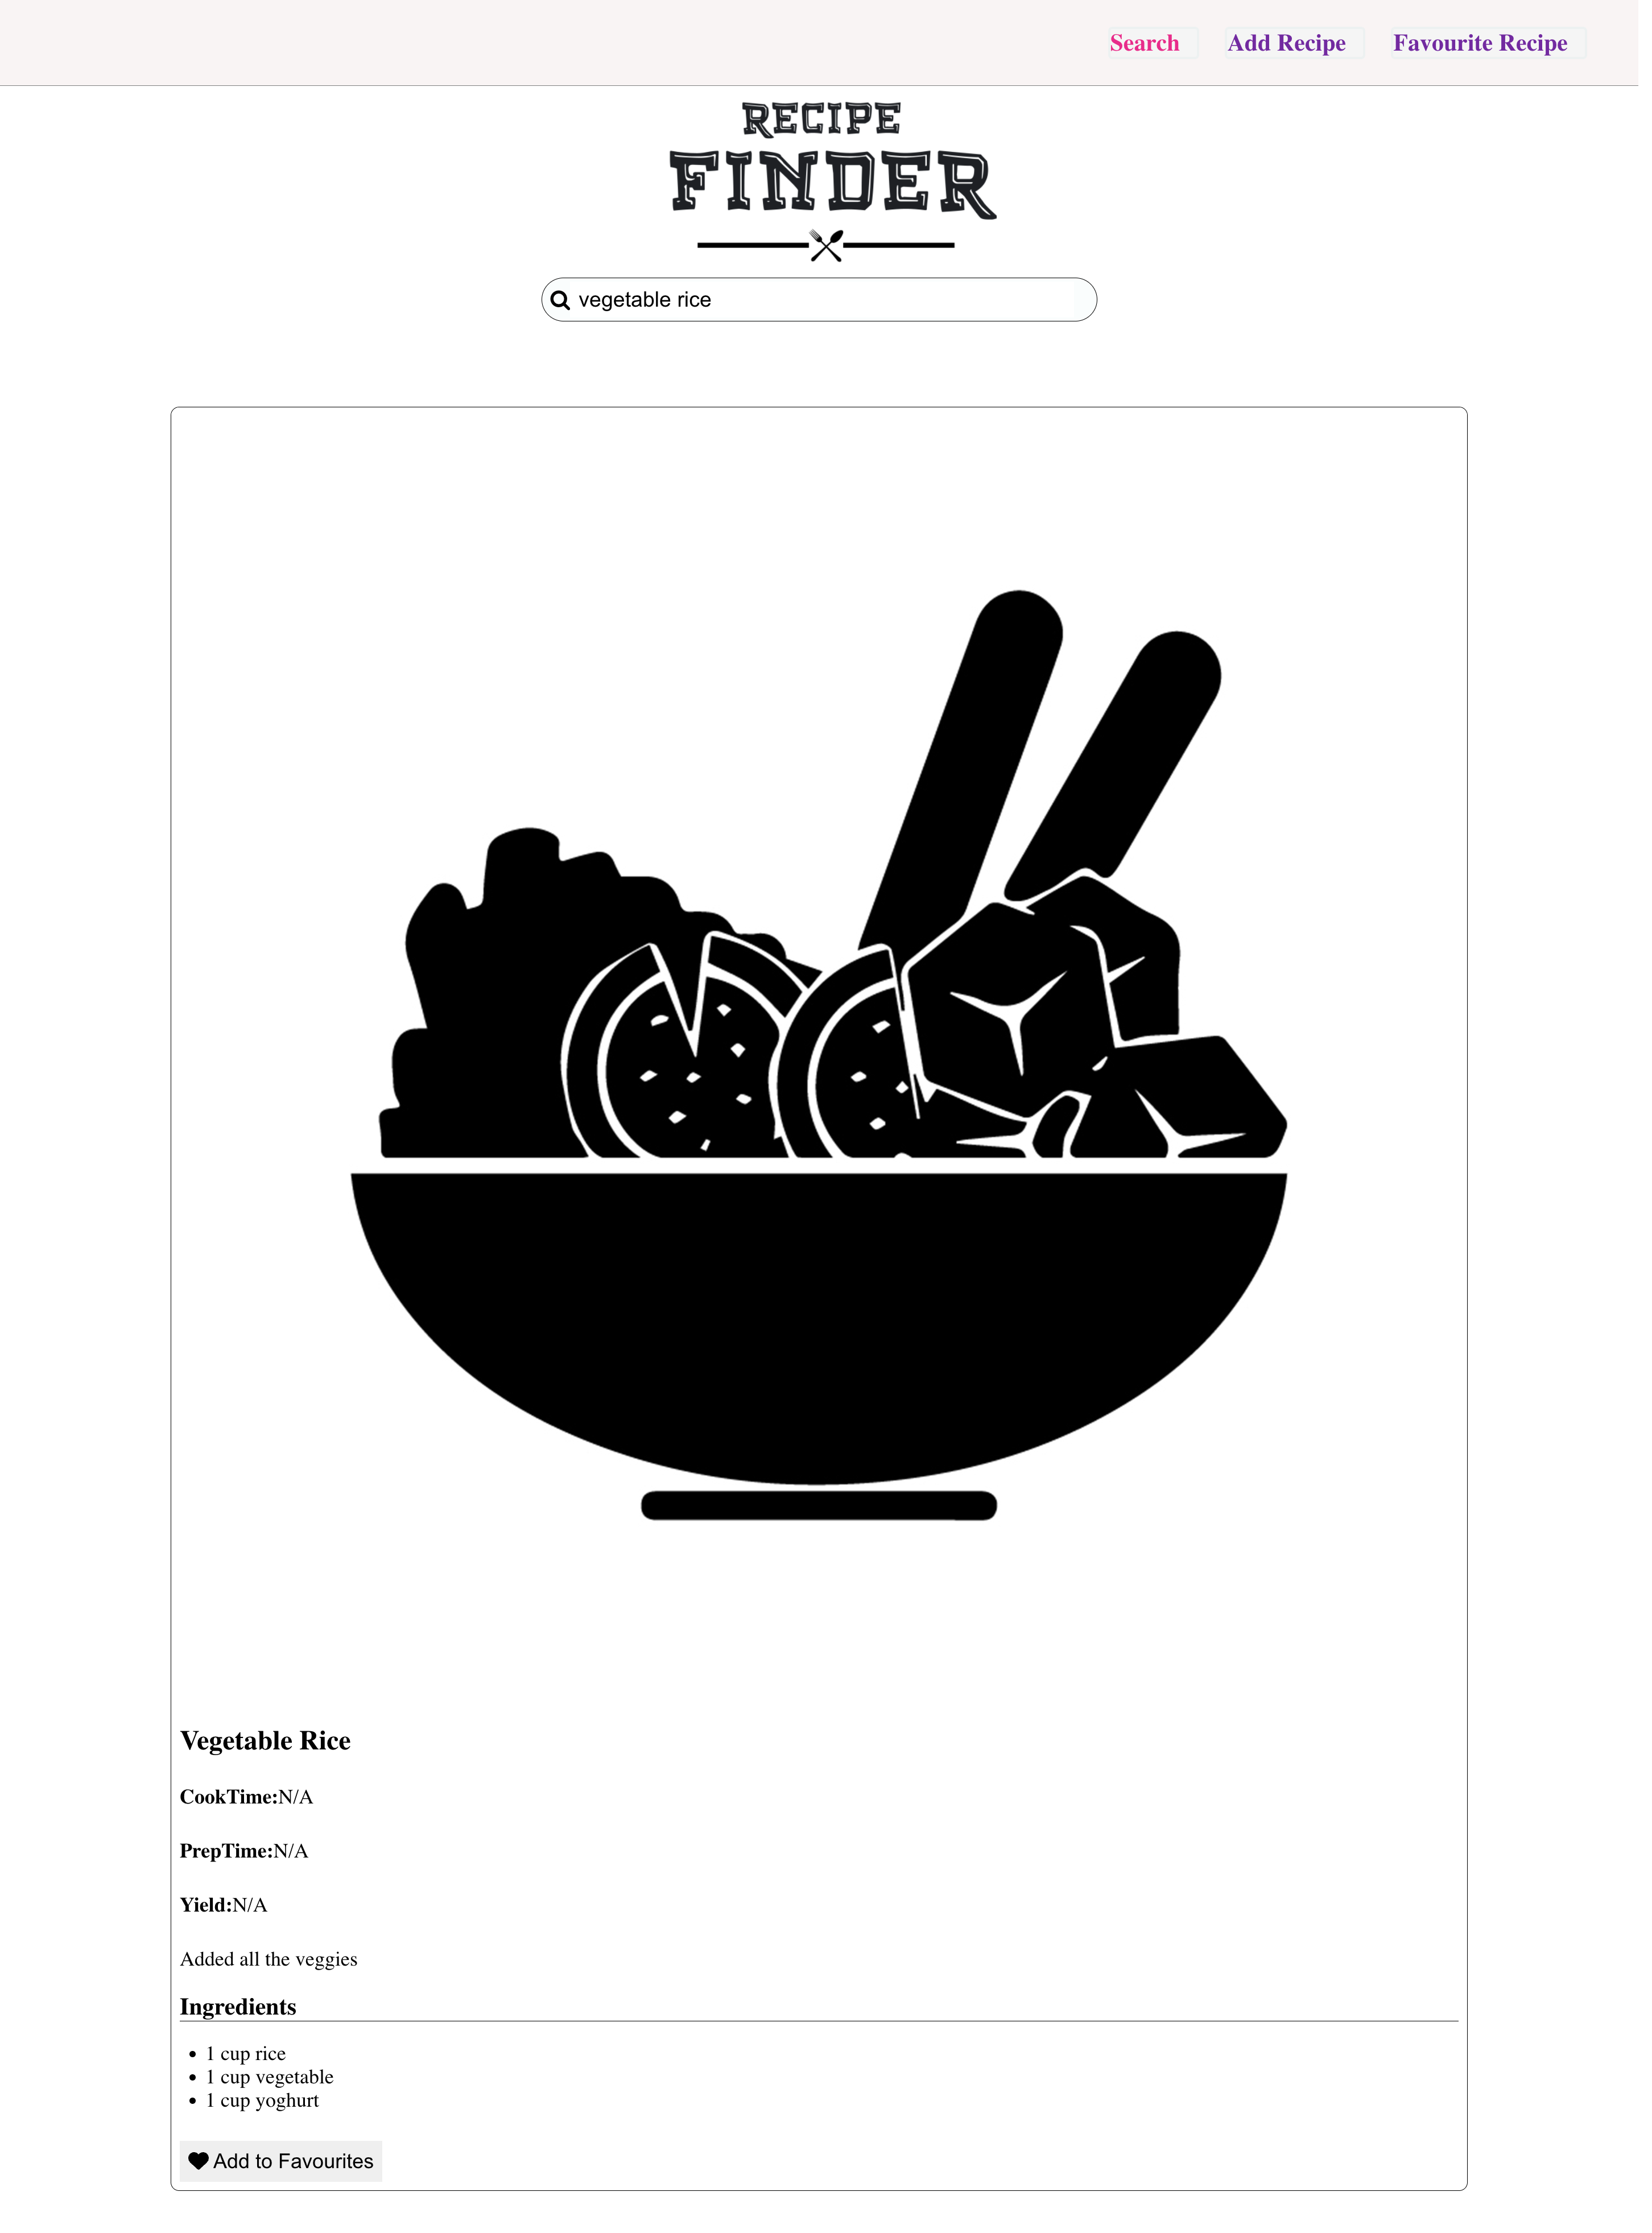 Search Add Recipe Favourite Recipe
RECIPE
FINDER
vegetable rice
Vegetable Rice
CookTime:N/A
PrepTime:N/A
Yield:N/A
Added all the veggies
Ingredients
• 1 cup rice
• 1 cup vegetable
• 1 cup yoghurt
Add to Favourites